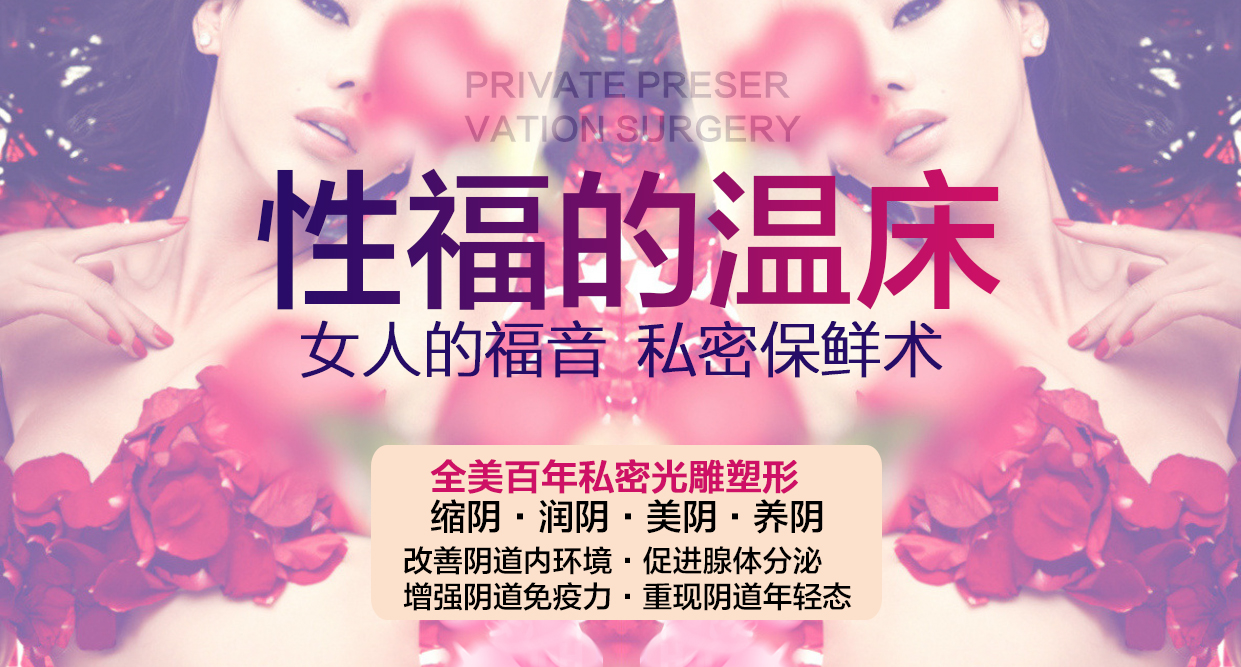 PRIVATE PRESER
VATION SURGERY
性福的温床
女人的福音 私密保鲜术
全美百年私密光雕塑形
缩阴·润阴·美阴·养阴
改善阴道内环境·促进腺体分泌
增强阴道免疫力·重现阴道年轻态